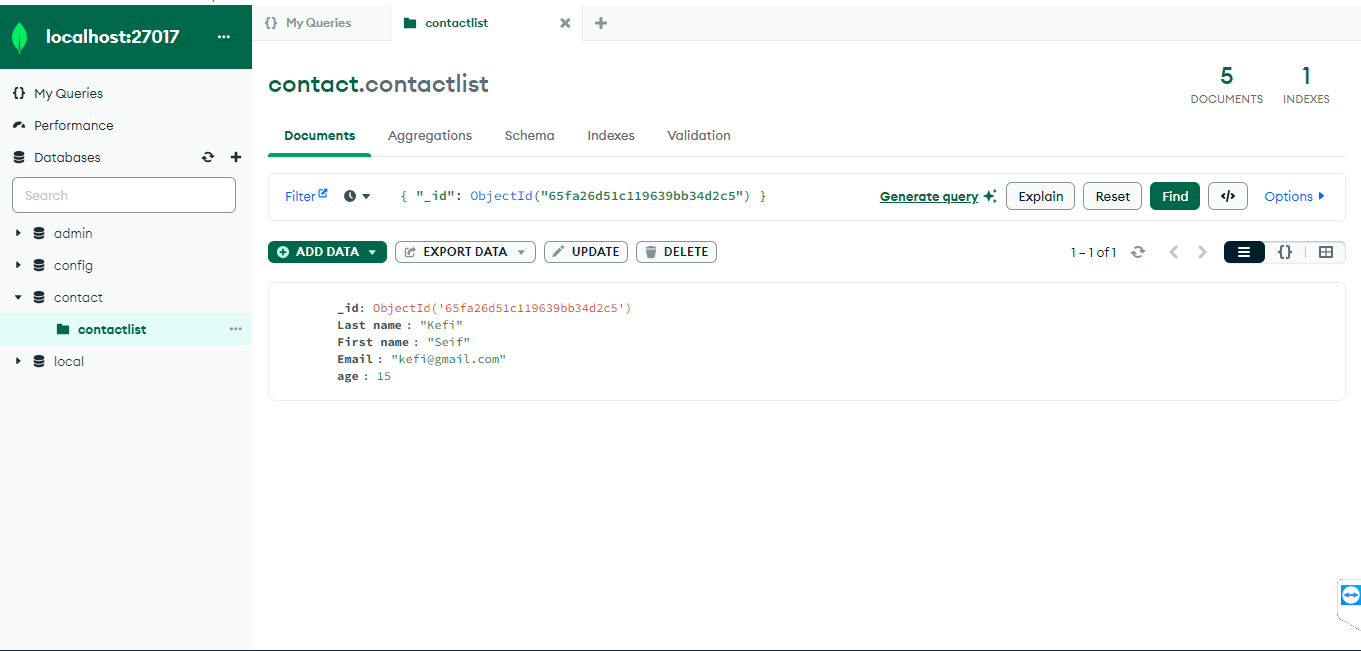 localhost:27017 ...
My Queries
Performance
Databases
Search
admin
config
contact
contactlist ...
local
{} My Queries
contactlist
contact.contactlist
5
DOCUMENTS
1
INDEXES
Documents Aggregations Schema Indexes Validation
Filter { "_id": ObjectId("65fa26d51c119639bb34d2c5") } Generate query Explain Reset Find </> Options
ADD DATA EXPORT DATA UPDATE DELETE 1 – 1 of 1 {}
_id: ObjectId('65fa26d51c119639bb34d2c5')
Last name : "Kefi"
First name : "Seif"
Email : "kefi@gmail.com"
age : 15